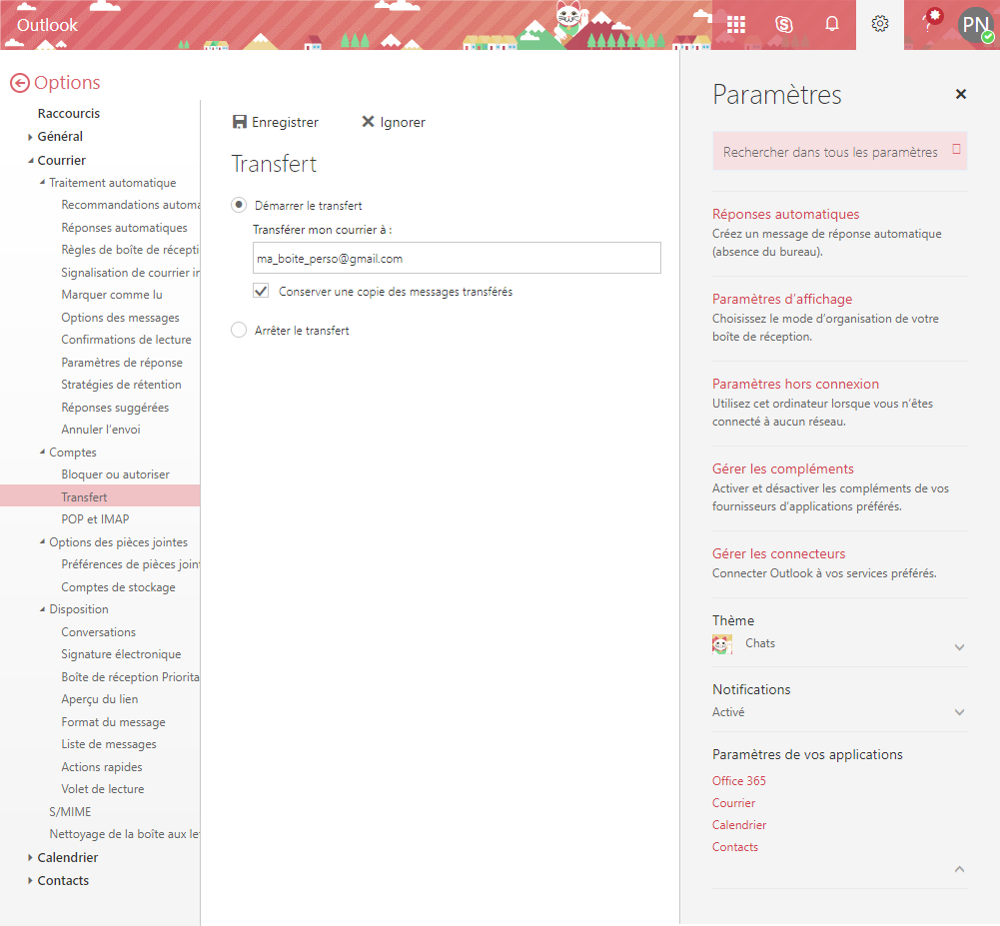 Outlook
PN
Options
Raccourcis
Général
Courrier
Traitement automatique
Recommandations automa
Réponses automatiques
Règles de boîte de récepti
Signalisation de courrier in
Marquer comme lu
Options des messages
Confirmations de lecture
Paramètres de réponse
Stratégies de rétention
Réponses suggérées
Annuler l’envoi
Comptes
Bloquer ou autoriser
Transfert
POP et IMAP
Options des pièces jointes
Préférences de pièces join
Comptes de stockage
Disposition
Conversations
Signature électronique
Boîte de réception Priorita
Aperçu du lien
Format du message
Liste de messages
Actions rapides
Volet de lecture
S/MIME
Nettoyage de la boîte aux le
Calendrier
Contacts
Enregistrer
Ignorer
Transfert
Démarrer le transfert
Transférer mon courrier à :
ma_boite_perso@gmail.com
Conserver une copie des messages transférés
Arrêter le transfert
Paramètres
Rechercher dans tous les paramètres
Réponses automatiques
Créez un message de réponse automatique
(absence du bureau).
Paramètres d’affichage
Choisissez le mode d’organisation de votre
boîte de réception.
Paramètres hors connexion
Utilisez cet ordinateur lorsque vous n’êtes
connecté à aucun réseau.
Gérer les compléments
Activer et désactiver les compléments de vos
fournisseurs d’applications préférés.
Gérer les connecteurs
Connecter Outlook à vos services préférés.
Thème
Chats
Notifications
Activé
Paramètres de vos applications
Office 365
Courrier
Calendrier
Contacts